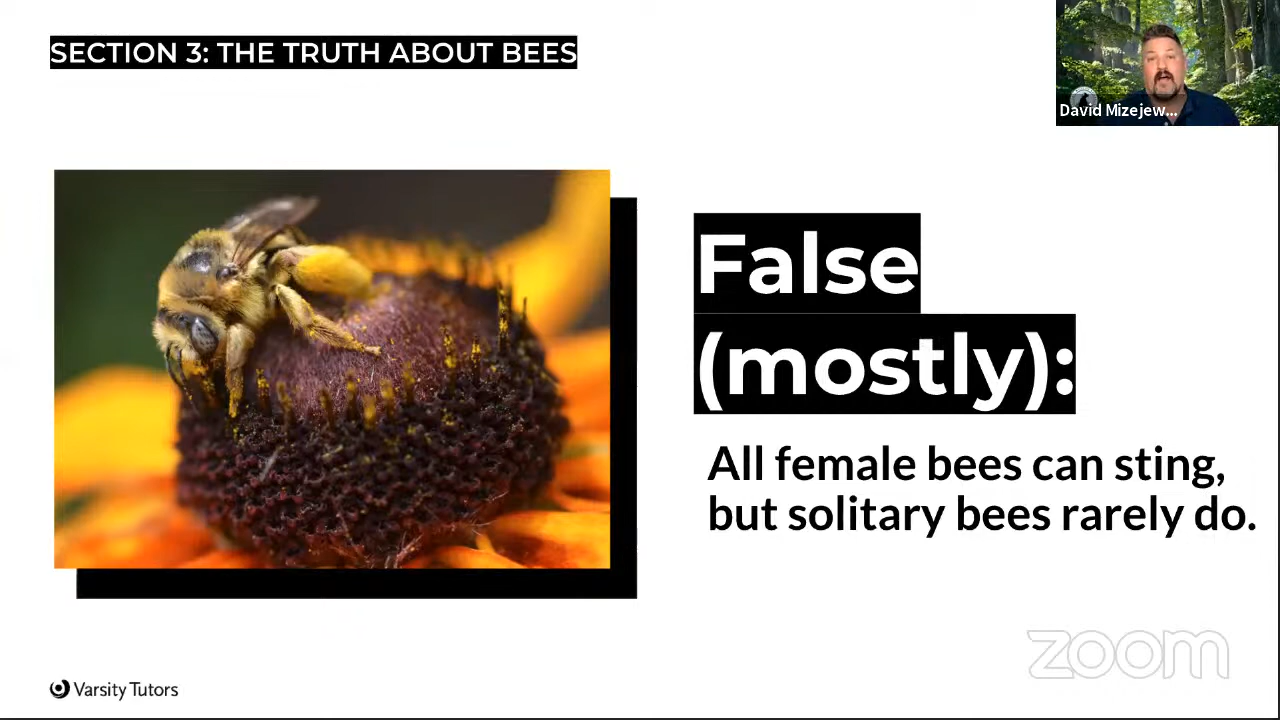 SECTION 3: THE TRUTH ABOUT BEES
David Mizejew...
False
(mostly):
All female bees can sting,
but solitary bees rarely do.
zoom
Varsity Tutors